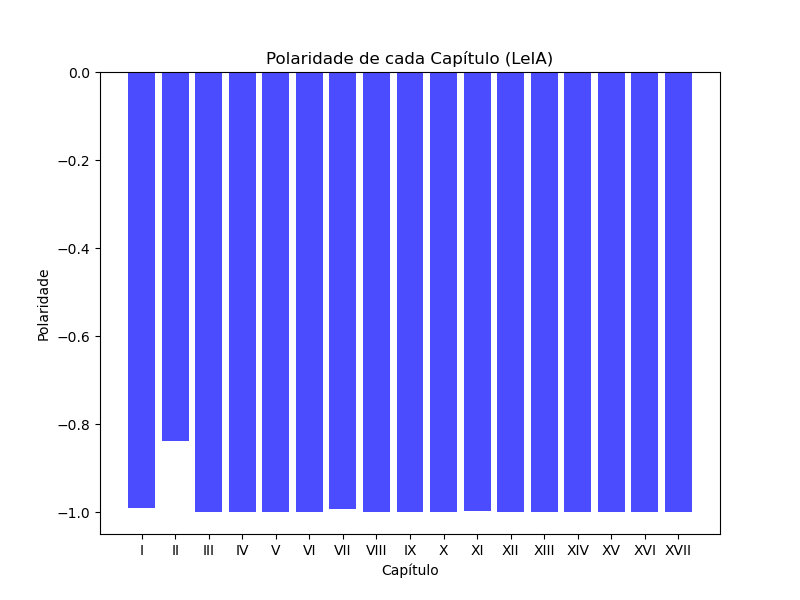 Polaridade de cada Capítulo (LeIA)
0.0
−0.2
−0.4
−0.6
−0.8
−1.0
Polaridade
I II III IV V VI VII VIII IX X XI XII XIII XIV XV XVI XVII
Capítulo